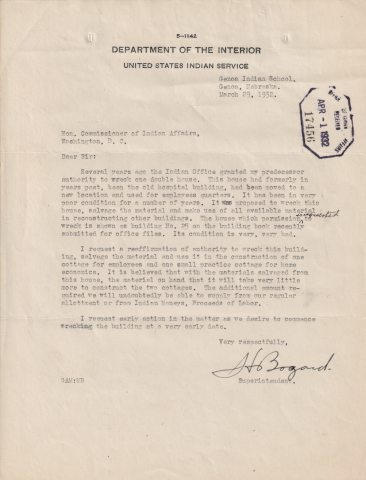 5-1142
DEPARTMENT OF THE INTERIOR
UNITED STATES INDIAN SERVICE
Genoa Indian School,
Genoa, Nebraska.
March 29, 1932.
RECEIVED
APR -1 1932
17456
Hon. Commissioner of Indian Affairs,
Washington, D. C.
Dear Sir:
Several years ago the Indian Office granted my predecessor
authority to wreck one double house. This house had formerly in
years past, been the old hospital building, had been moved to a
new location and used for employees quarters. It has been in very
poor condition for a number of years. It was proposed to wreck this
house, salvage the material and make use of all available material
in reconstructing other buildings. The house which permission
requested
wreck is shown as building No. 25 on the building book recently
submitted for office files. Its condition is very, very bad.
I request a reaffirmation of authority to wreck this build-
ing, salvage the material and use it in the construction of one
cottage for employees and one small practice cottage for home
economics. It is believed that with the materials salvaged from
this house, the material on hand that it will take very little
more to construct the two cottages. The additional amount re-
quired we will undoubtedly be able to supply from our regular
allotment or from Indian Moneys, Proceeds of Labor.
I request early action in the matter as we desire to commence
wrecking the building at a very early date.
Very respectfully,
Bogard.
Superintendent.